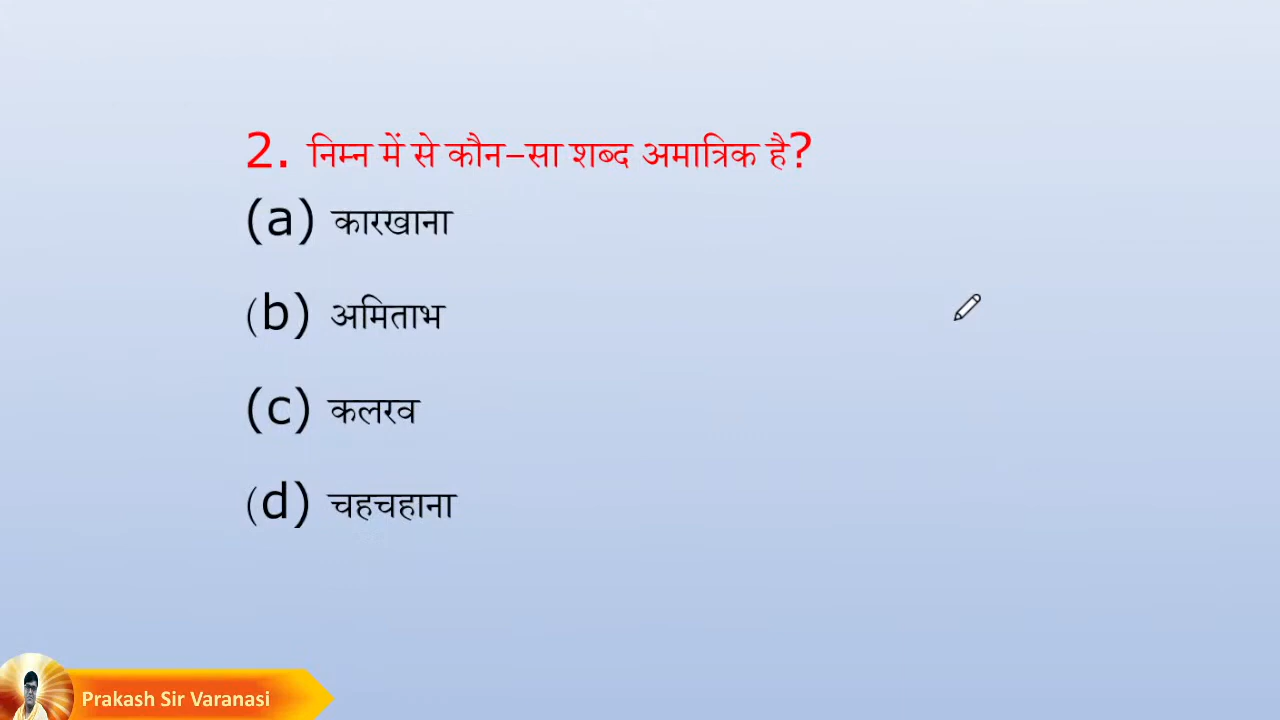 2. निम्न में से कौन-सा शब्द अमात्रिक है?
(a) कारखाना
(b) अमिताभ
(c) कलरव
(d) चहचहाना
Prakash Sir Varanasi